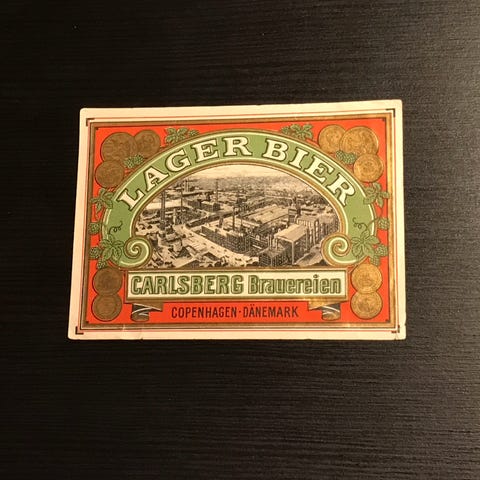 LAGER BIER
CARLSBERG Brauereien
COPENHAGEN · DÄNEMARK